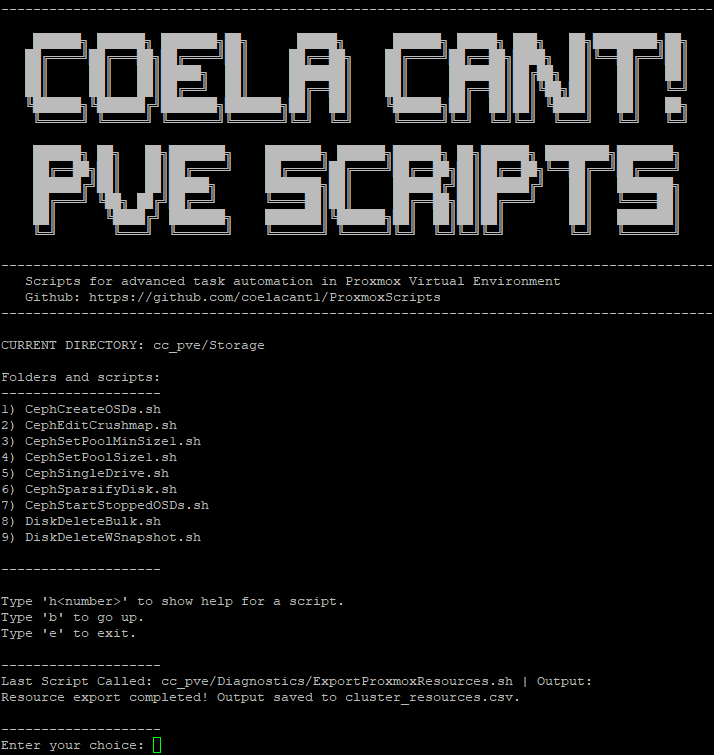 COELA CANT!
PVE SCRIPTS
Scripts for advanced task automation in Proxmox Virtual Environment
Github: https://github.com/coelacant1/ProxmoxScripts
CURRENT DIRECTORY: cc_pve/Storage
Folders and scripts:
--------------------
1) CephCreateOSDs.sh
2) CephEditCrushmap.sh
3) CephSetPoolMinSize1.sh
4) CephSetPoolSize1.sh
5) CephSingleDrive.sh
6) CephSparsifyDisk.sh
7) CephStartStoppedOSDs.sh
8) DiskDeleteBulk.sh
9) DiskDeleteWSnapshot.sh
--------------------
Type 'h<number>' to show help for a script.
Type 'b' to go up.
Type 'e' to exit.
--------------------
Last Script Called: cc_pve/Diagnostics/ExportProxmoxResources.sh | Output:
Resource export completed! Output saved to cluster_resources.csv.
--------------------
Enter your choice: